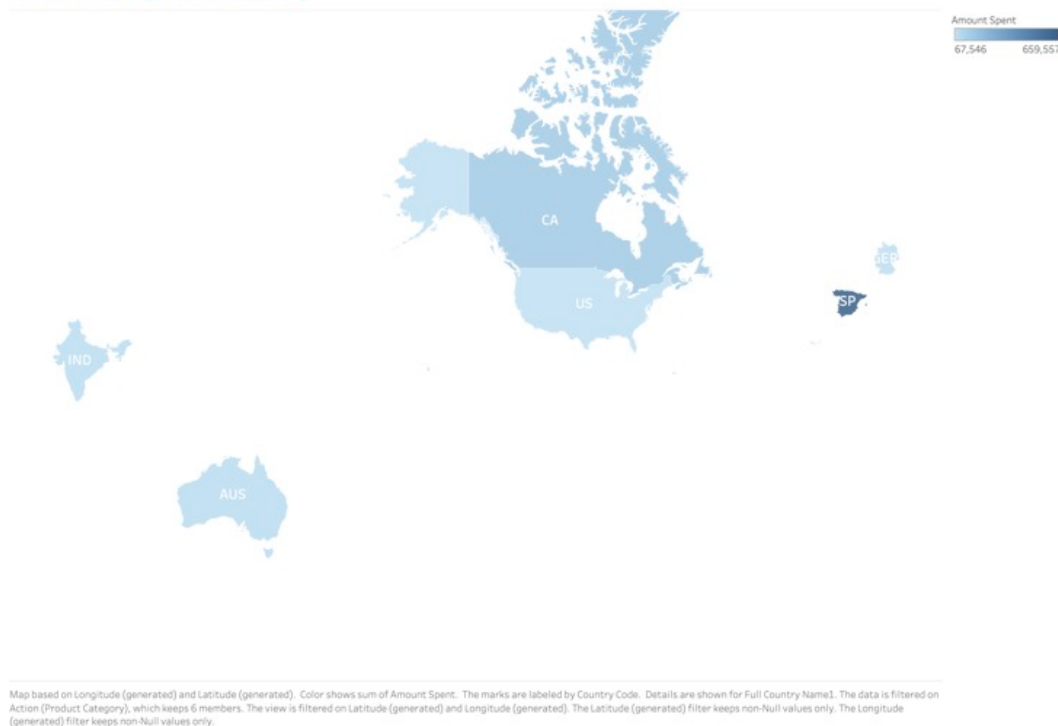 Amount Spent
67,546 659,557
CA
GER
US
SP
IND
AUS
Map based on Longitude (generated) and Latitude (generated). Color shows sum of Amount Spent. The marks are labeled by Country Code. Details are shown for Full Country Name1. The data is filtered on
Action (Product Category), which keeps 6 members. The view is filtered on Latitude (generated) and Longitude (generated). The Latitude (generated) filter keeps non-Null values only. The Longitude
(generated) filter keeps non-Null values only.